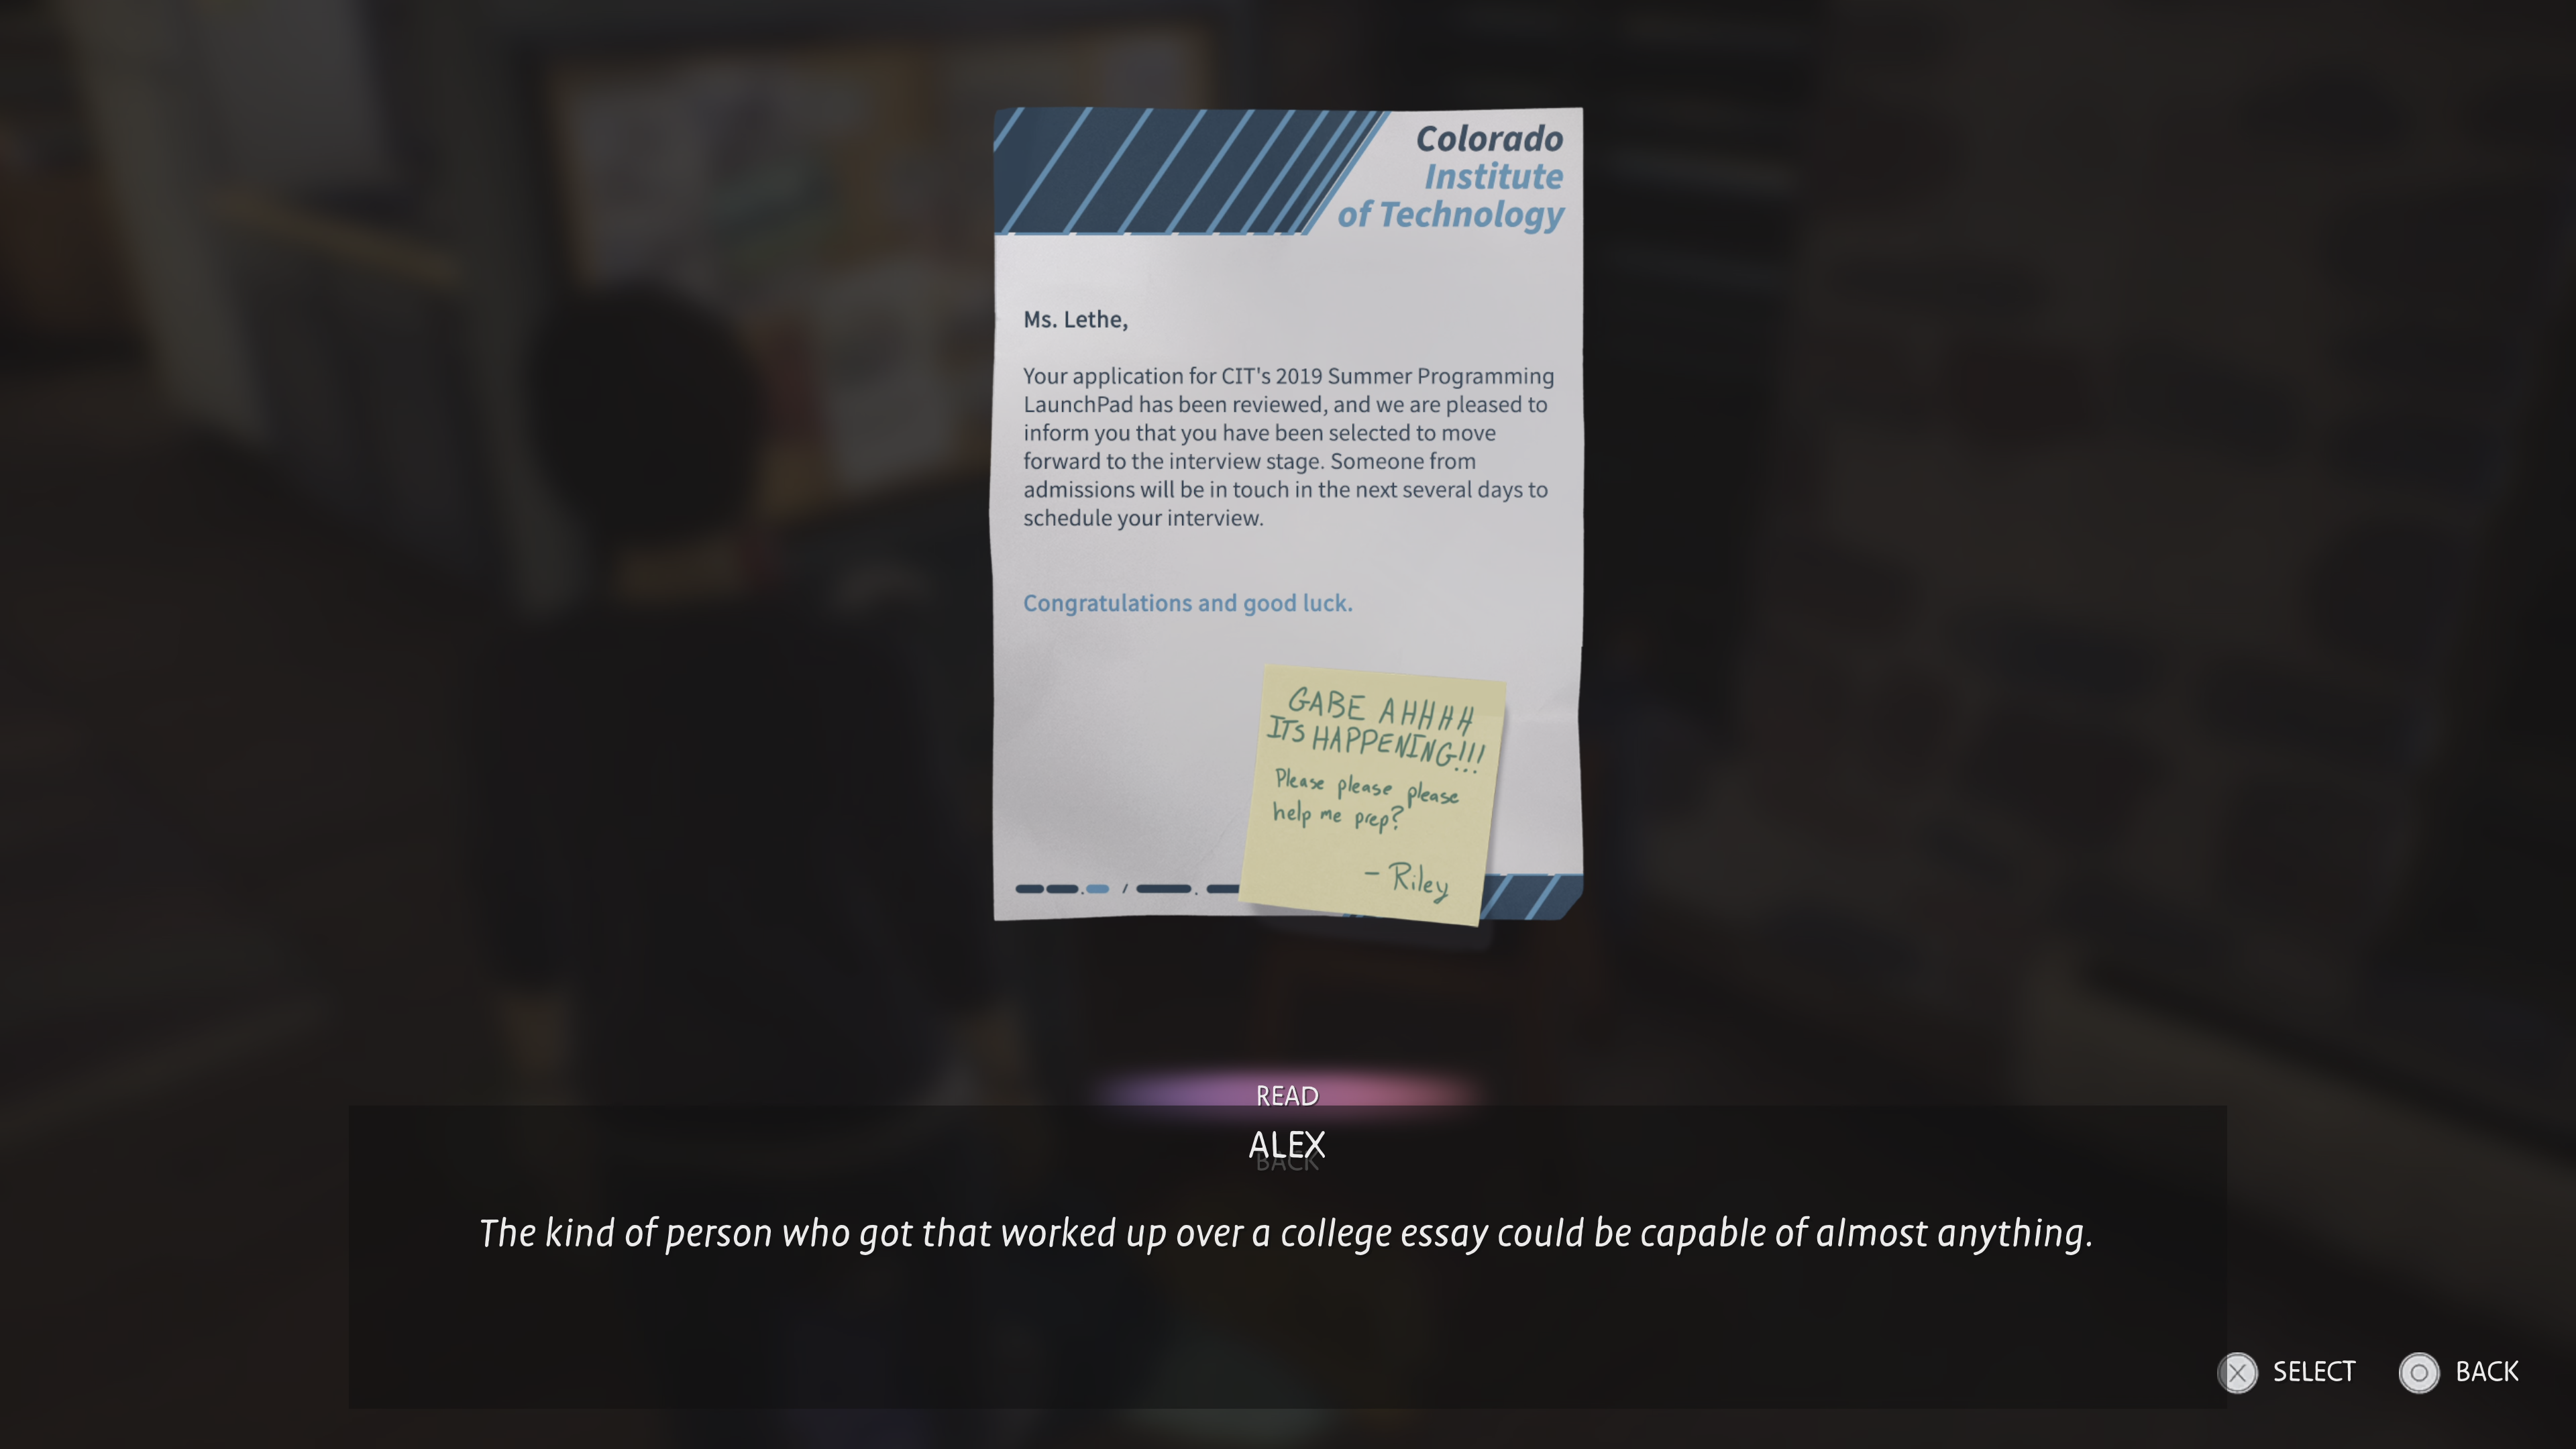 Colorado
Institute
of Technology
Ms. Lethe,
Your application for CIT's 2019 Summer Programming
LaunchPad has been reviewed, and we are pleased to
inform you that you have been selected to move
forward to the interview stage. Someone from
admissions will be in touch in the next several days to
schedule your interview.
Congratulations and good luck.
GABE AHHHH
ITS HAPPENING!!!
Please please please
help me prep?
- Riley
READ
ALEX
BACK
The kind of person who got that worked up over a college essay could be capable of almost anything.
SELECT
BACK